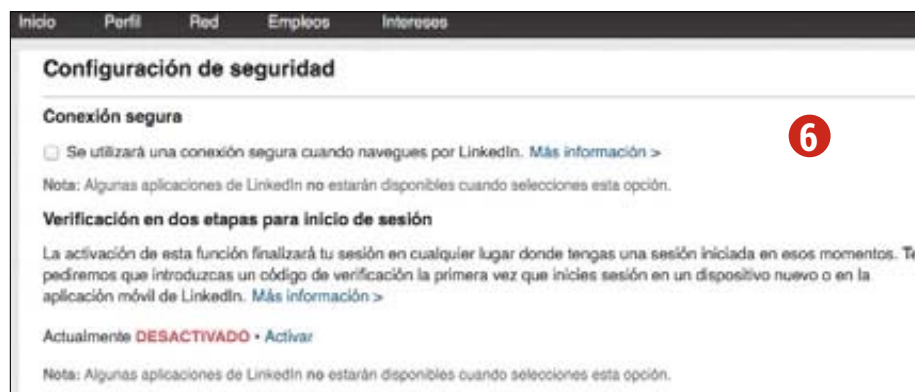 Inicio Perfil Red Empleos Intereses
Configuración de seguridad
Conexión segura
Se utilizará una conexión segura cuando navegues por LinkedIn. Más información >
6
Nota: Algunas aplicaciones de LinkedIn no estarán disponibles cuando selecciones esta opción.
Verificación en dos etapas para inicio de sesión
La activación de esta función finalizará tu sesión en cualquier lugar donde tengas una sesión iniciada en esos momentos. Te
pediremos que introduzcas un código de verificación la primera vez que inicies sesión en un dispositivo nuevo o en la
aplicación móvil de LinkedIn. Más información >
Actualmente DESACTIVADO • Activar
Nota: Algunas aplicaciones de LinkedIn no estarán disponibles cuando selecciones esta opción.